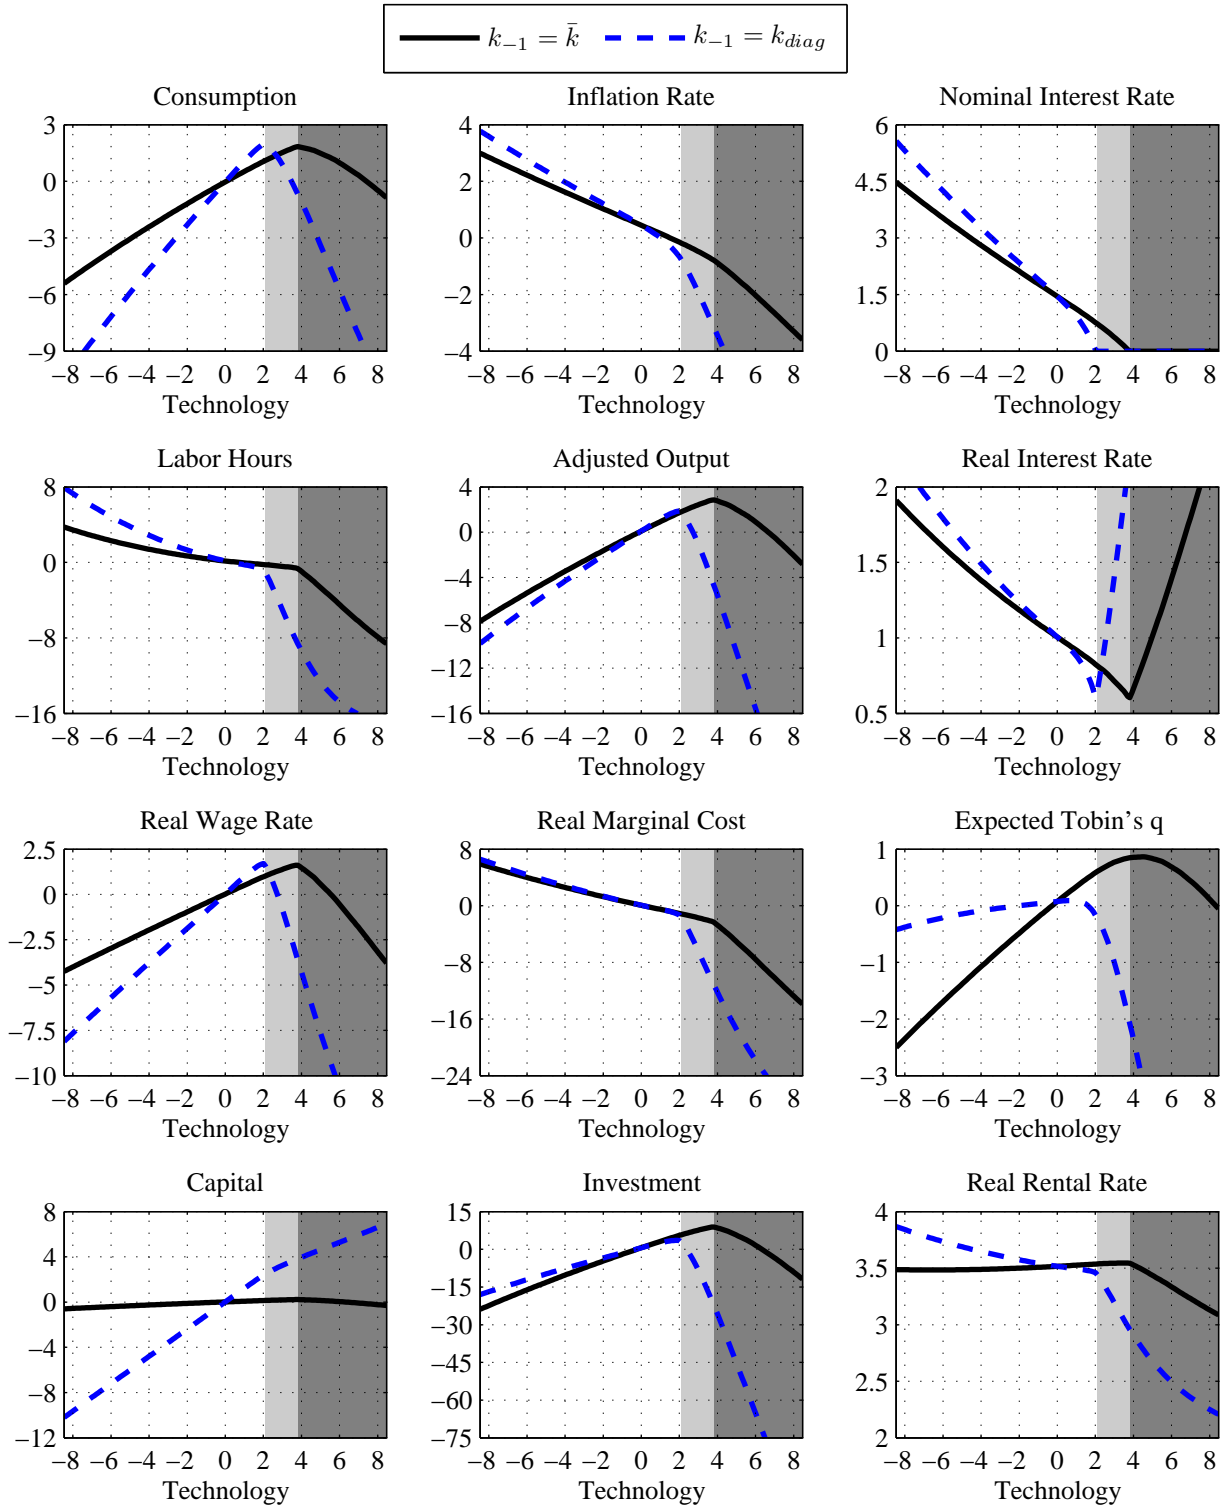 k₋₁ = k̄ k₋₁ = k_diag
Consumption Inflation Rate Nominal Interest Rate
3 0 −3 −6 −9
4 2 0 −2 −4
6 4.5 3 1.5 0
−8 −6 −4 −2 0 2 4 6 8 −8 −6 −4 −2 0 2 4 6 8 −8 −6 −4 −2 0 2 4 6 8
Technology Technology Technology
Labor Hours Adjusted Output Real Interest Rate
8 0 −8 −16
4 0 −4 −8 −12 −16
2 1.5 1 0.5
−8 −6 −4 −2 0 2 4 6 8 −8 −6 −4 −2 0 2 4 6 8 −8 −6 −4 −2 0 2 4 6 8
Technology Technology Technology
Real Wage Rate Real Marginal Cost Expected Tobin's q
2.5 0 −2.5 −5 −7.5 −10
8 0 −8 −16 −24
1 0 −1 −2 −3
−8 −6 −4 −2 0 2 4 6 8 −8 −6 −4 −2 0 2 4 6 8 −8 −6 −4 −2 0 2 4 6 8
Technology Technology Technology
Capital Investment Real Rental Rate
8 4 0 −4 −8 −12
15 0 −15 −30 −45 −60 −75
4 3.5 3 2.5 2
−8 −6 −4 −2 0 2 4 6 8 −8 −6 −4 −2 0 2 4 6 8 −8 −6 −4 −2 0 2 4 6 8
Technology Technology Technology